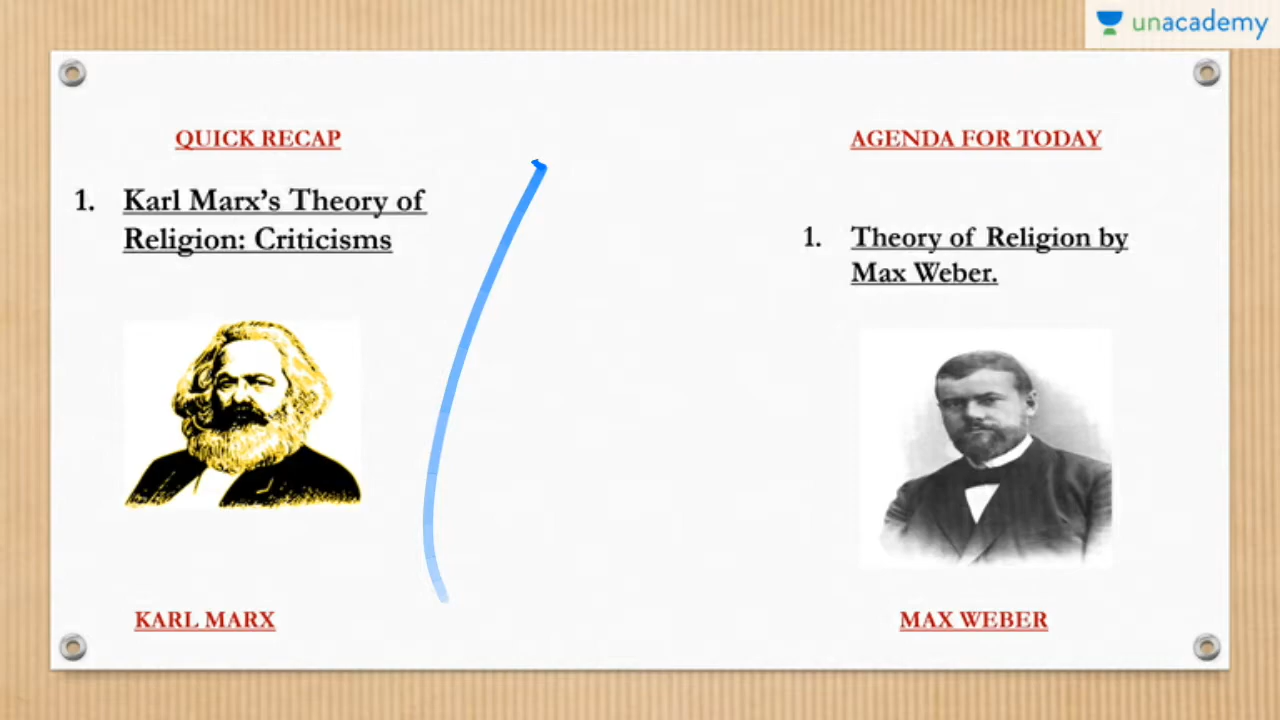 unacademy
QUICK RECAP
1. Karl Marx’s Theory of
Religion: Criticisms
KARL MARX
AGENDA FOR TODAY
1. Theory of Religion by
Max Weber.
MAX WEBER